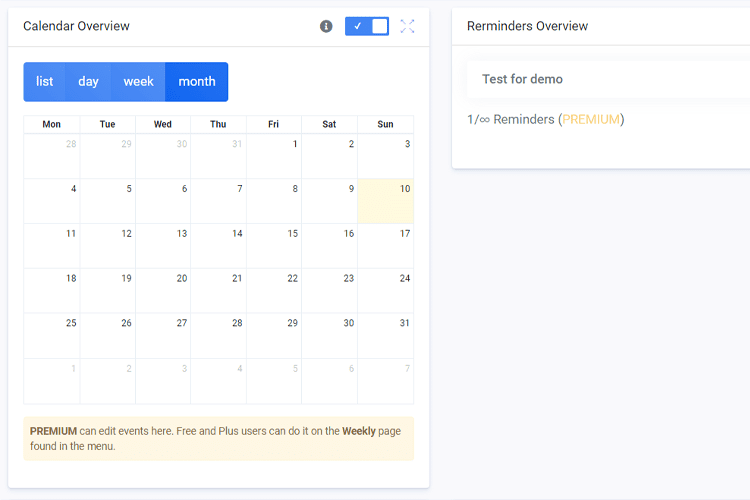 Calendar Overview
list day week month
Mon Tue Wed Thu Fri Sat Sun
28 29 30 31 1 2 3
4 5 6 7 8 9 10
11 12 13 14 15 16 17
18 19 20 21 22 23 24
25 26 27 28 29 30 31
1 2 3 4 5 6 7
PREMIUM can edit events here. Free and Plus users can do it on the Weekly page
found in the menu.
Rerminders Overview
Test for demo
1/∞ Reminders (PREMIUM)